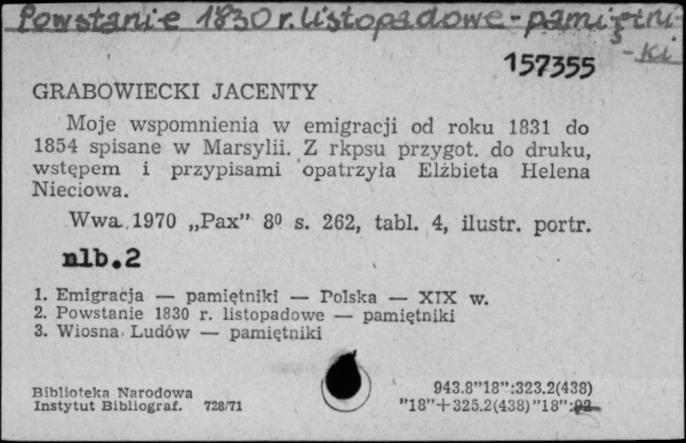 Powstanie 1830 r. listopadowe - pamiętni-
- ki
157355
GRABOWIECKI JACENTY
Moje wspomnienia w emigracji od roku 1831 do
1854 spisane w Marsylii. Z rkpsu przygot. do druku,
wstępem i przypisami opatrzyła Elżbieta Helena
Nieciowa.
Wwa 1970 „Pax” 8⁰ s. 262, tabl. 4, ilustr. portr.
nlb.2
1. Emigracja — pamiętniki — Polska — XIX w.
2. Powstanie 1830 r. listopadowe — pamiętniki
3. Wiosna Ludów — pamiętniki
Biblioteka Narodowa
Instytut Bibliograf. 728/71
943.8”18”:323.2(438)
”18”+325.2(438)”18”:92